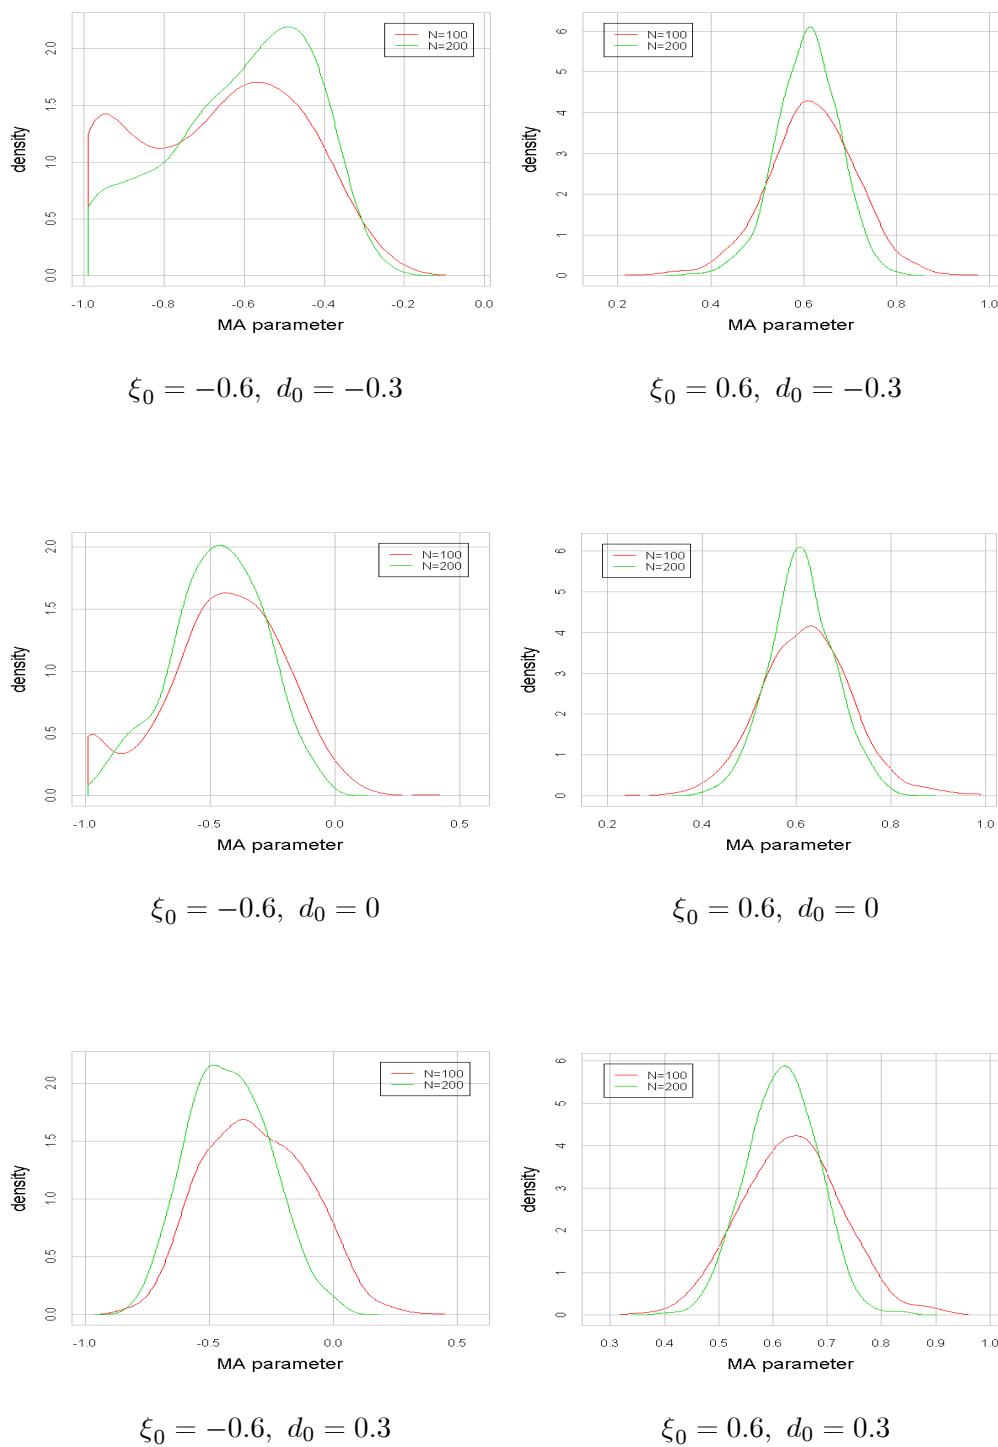 N=100
N=200
density
0.0 0.5 1.0 1.5 2.0
-1.0 -0.8 -0.6 -0.4 -0.2 0.0
MA parameter
ξ₀ = −0.6, d₀ = −0.3
N=100
N=200
density
0 1 2 3 4 5 6
0.2 0.4 0.6 0.8 1.0
MA parameter
ξ₀ = 0.6, d₀ = −0.3
N=100
N=200
density
0.0 0.5 1.0 1.5 2.0
-1.0 -0.5 0.0 0.5
MA parameter
ξ₀ = −0.6, d₀ = 0
N=100
N=200
density
0 1 2 3 4 5 6
0.2 0.4 0.6 0.8 1.0
MA parameter
ξ₀ = 0.6, d₀ = 0
N=100
N=200
density
0.0 0.5 1.0 1.5 2.0
-1.0 -0.5 0.0 0.5
MA parameter
ξ₀ = −0.6, d₀ = 0.3
N=100
N=200
density
0 1 2 3 4 5 6
0.3 0.4 0.5 0.6 0.7 0.8 0.9 1.0
MA parameter
ξ₀ = 0.6, d₀ = 0.3